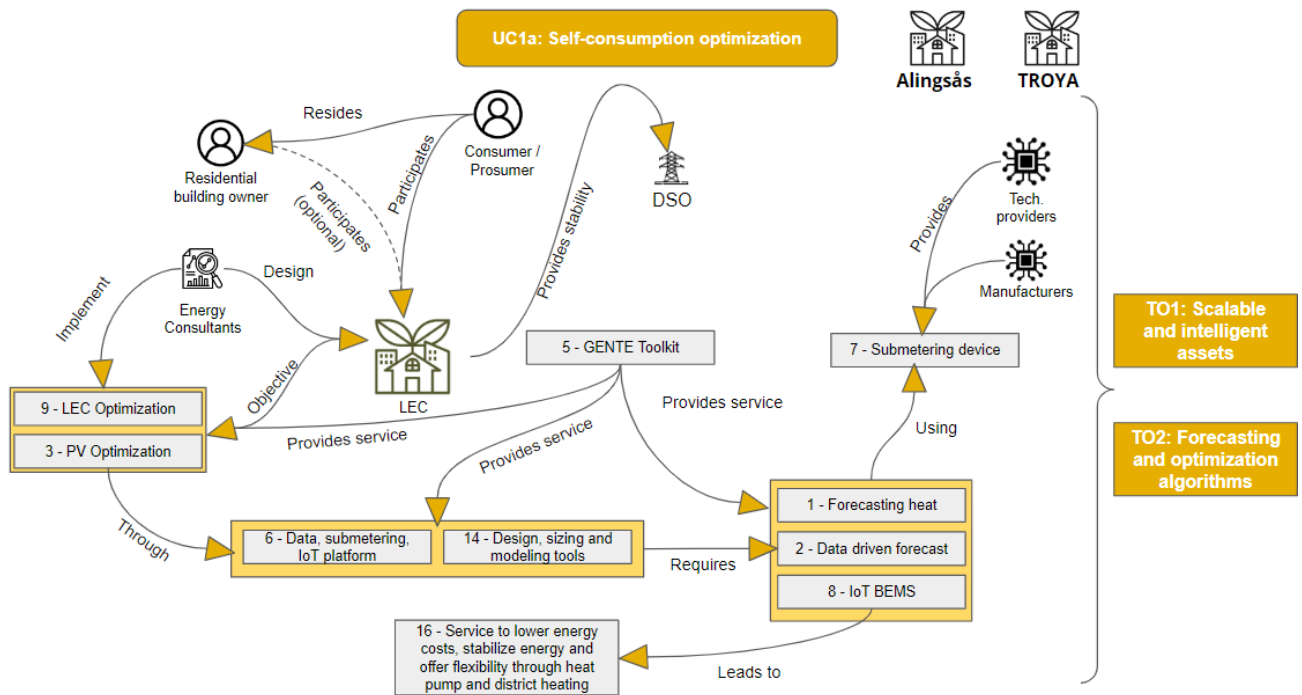 UC1a: Self-consumption optimization
Alingsås
TROYA
Resides
Consumer /
Prosumer
Residential
building owner
Participates
(optional)
Participates
Provides stability
DSO
Tech.
providers
Provides
Manufacturers
Energy
Consultants
Design
Implement
LEC
Objective
5 - GENTE Toolkit
7 - Submetering device
TO1: Scalable
and intelligent
assets
9 - LEC Optimization
3 - PV Optimization
Provides service
Provides service
Provides service
Using
TO2: Forecasting
and optimization
algorithms
Through
6 - Data, submetering,
IoT platform
14 - Design, sizing and
modeling tools
Requires
1 - Forecasting heat
2 - Data driven forecast
8 - IoT BEMS
16 - Service to lower energy
costs, stabilize energy and
offer flexibility through heat
pump and district heating
Leads to